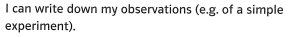 I can write down my observations (e.g. of a simple
experiment).